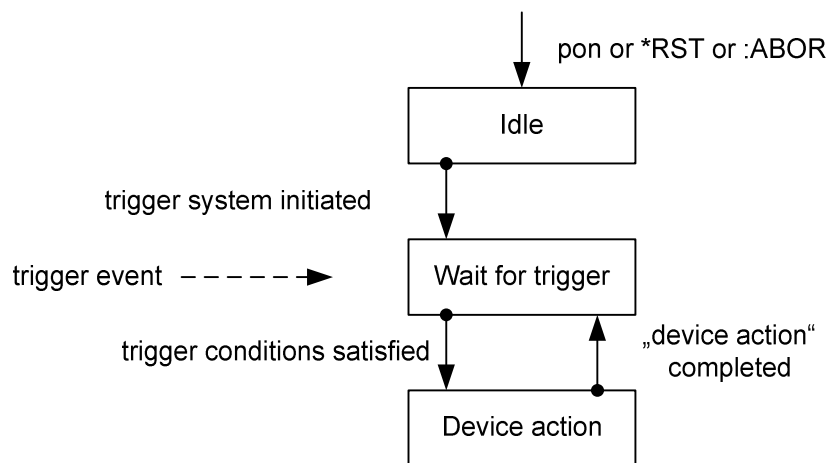 pon or *RST or :ABOR
Idle
trigger system initiated
trigger event
Wait for trigger
trigger conditions satisfied
„device action“
completed
Device action